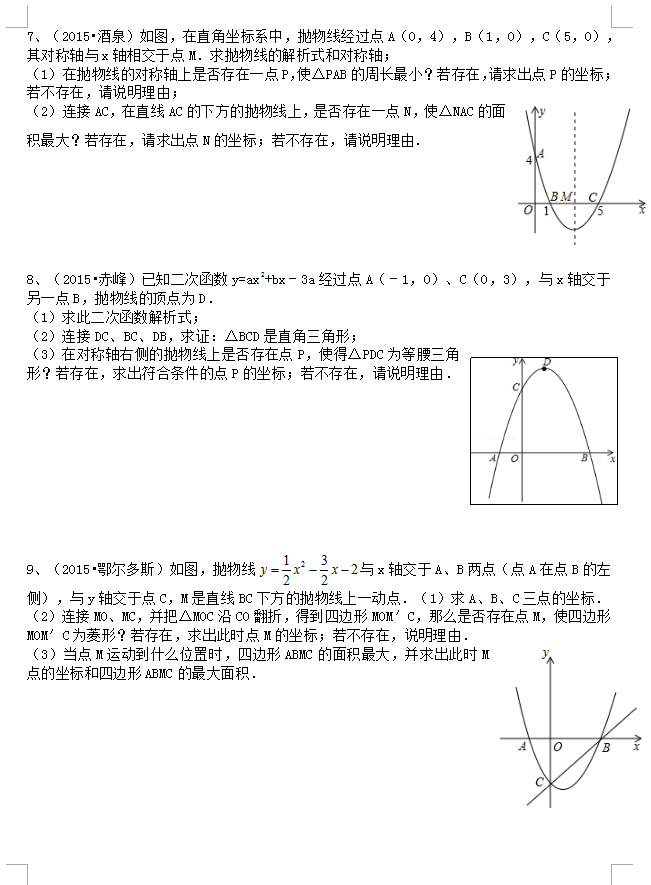 7、(2015•酒泉)如图，在直角坐标系中，抛物线经过点 A（0，4），B（1，0），C（5，0），
其对称轴与 x 轴相交于点 M．求抛物线的解析式和对称轴；
（1）在抛物线的对称轴上是否存在一点 P，使△PAB 的周长最小？若存在，请求出点 P 的坐标；
若不存在，请说明理由；
（2）连接 AC，在直线 AC 的下方的抛物线上，是否存在一点 N，使△NAC 的面
积最大？若存在，请求出点 N 的坐标；若不存在，请说明理由．
y
4
A
B M C
O 1 5 x
8、（2015•赤峰）已知二次函数 y=ax²+bx﹣3a 经过点 A（﹣1，0）、C（0，3），与 x 轴交于
另一点 B，抛物线的顶点为 D．
（1）求此二次函数解析式；
（2）连接 DC、BC、DB，求证：△BCD 是直角三角形；
（3）在对称轴右侧的抛物线上是否存在点 P，使得△PDC 为等腰三角
形？若存在，求出符合条件的点 P 的坐标；若不存在，请说明理由．
y D
C
A O B x
9、（2015•鄂尔多斯）如图，抛物线 y=1/2x²-3/2x-2 与 x 轴交于 A、B 两点（点 A 在点 B 的左
侧），与 y 轴交于点 C，M 是直线 BC 下方的抛物线上一动点．（1）求 A、B、C 三点的坐标．
（2）连接 MO、MC，并把△MOC 沿 CO 翻折，得到四边形 MOM′C，那么是否存在点 M，使四边形
MOM′C 为菱形？若存在，求出此时点 M 的坐标；若不存在，说明理由．
（3）当点 M 运动到什么位置时，四边形 ABMC 的面积最大，并求出此时 M
点的坐标和四边形 ABMC 的最大面积．
y
A O B x
C